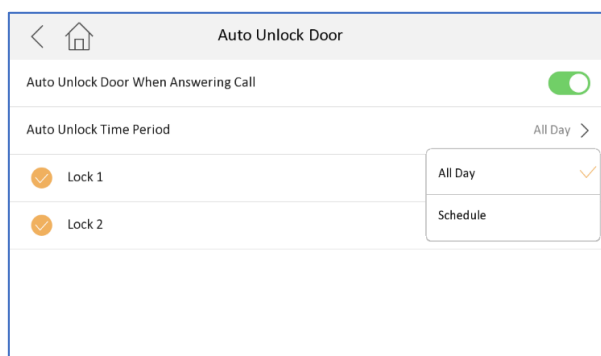 Auto Unlock Door
Auto Unlock Door When Answering Call
Auto Unlock Time Period
All Day
Lock 1
Lock 2
All Day
Schedule